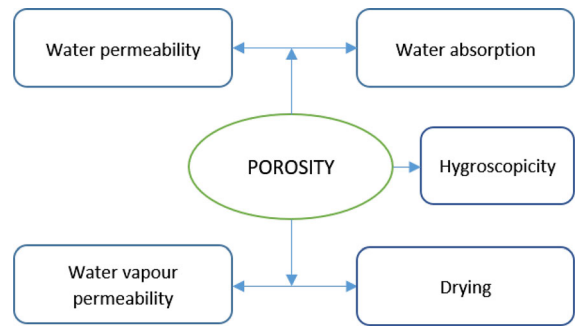 Water permeability
Water absorption
POROSITY
Hygroscopicity
Water vapour
permeability
Drying